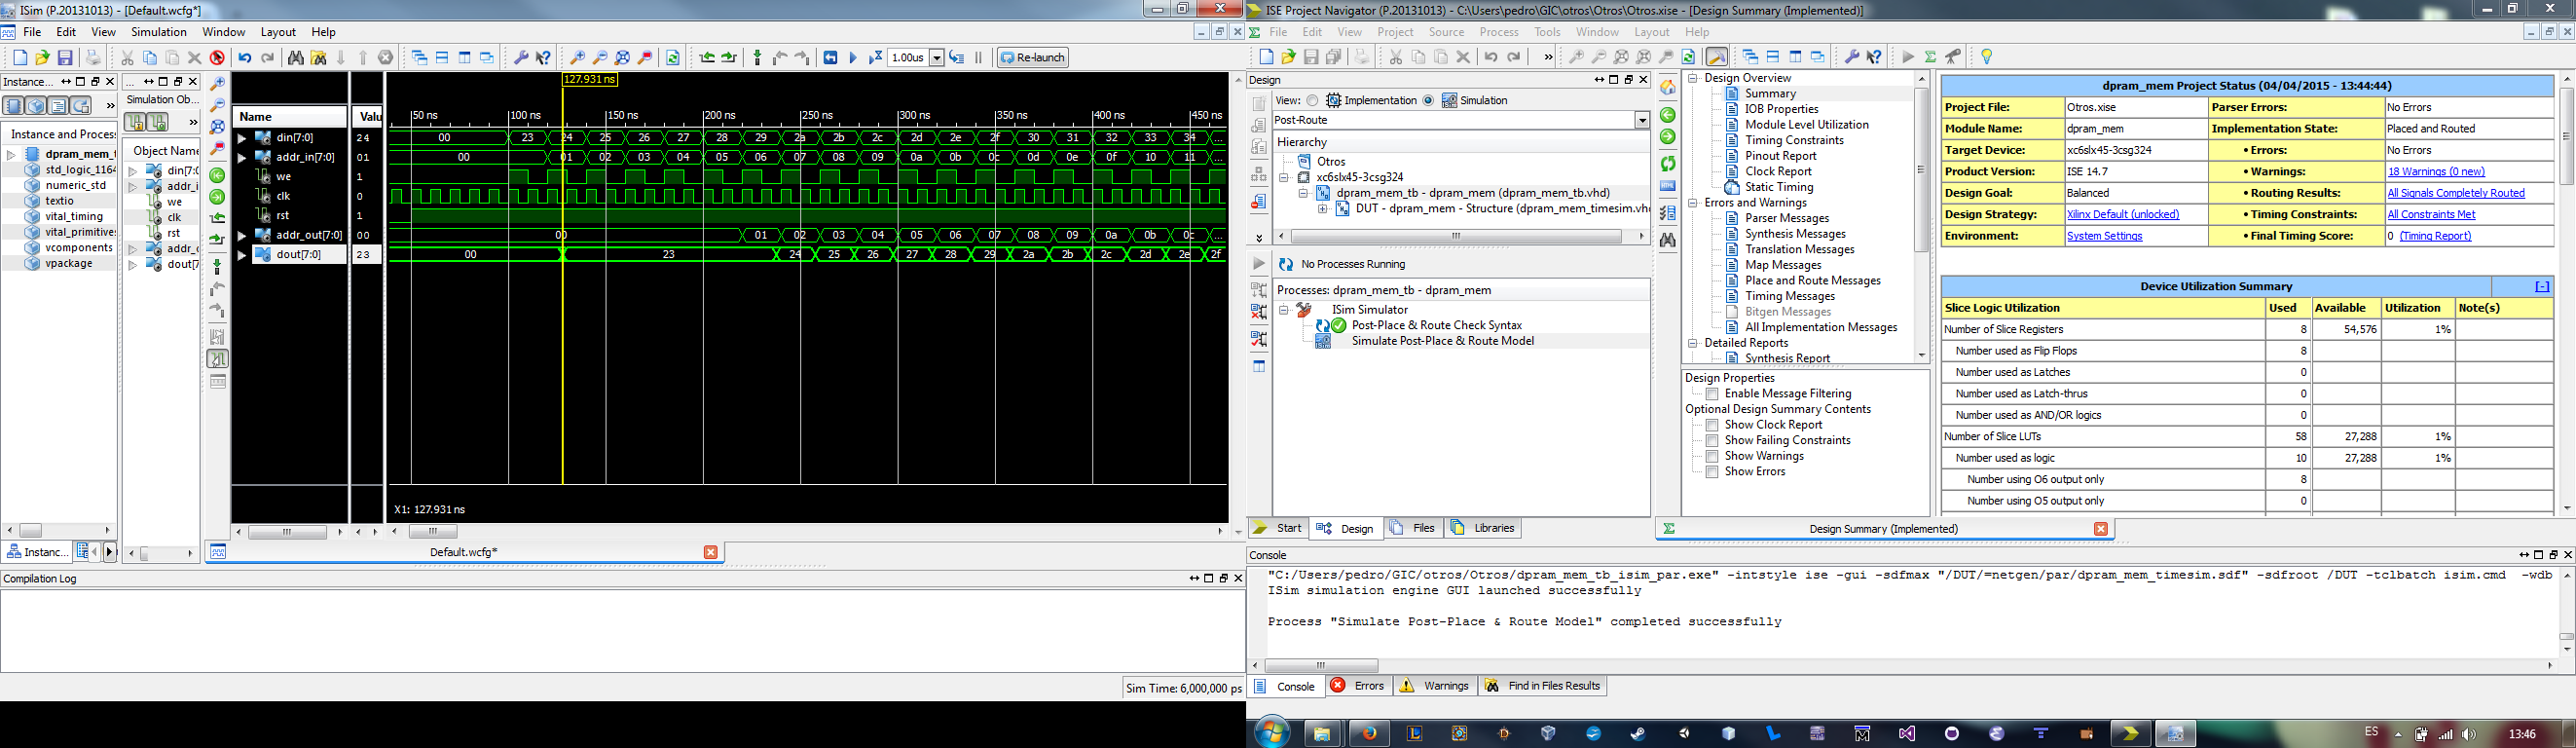 ISim (P.20131013) - [Default.wcfg*]
File Edit View Simulation Window Layout Help
1.00us
Re-launch
Instance...
Instance and Process
dpram_mem_t
std_logic_1164
numeric_std
textio
vital_timing
vital_primitives
vcomponents
vpackage
Instanc...
...
Simulation Ob...
Object Name
din[7:0]
addr_i
we
clk
rst
addr_o
dout[7
Name Valu
din[7:0] 24
addr_in[7:0] 01
we 1
clk 0
rst 1
addr_out[7:0] 00
dout[7:0] 23
127.931 ns
50 ns 100 ns 150 ns 200 ns 250 ns 300 ns 350 ns 400 ns 450 ns
00 23 24 25 26 27 28 29 2a 2b 2c 2d 2e 2f 30 31 32 33 34 ...
00 01 02 03 04 05 06 07 08 09 0a 0b 0c 0d 0e 0f 10 11 ...
00 01 02 03 04 05 06 07 08 09 0a 0b 0c ...
00 23 24 25 26 27 28 29 2a 2b 2c 2d 2e 2f
X1: 127.931 ns
Default.wcfg*
Compilation Log
Sim Time: 6,000,000 ps
ISE Project Navigator (P.20131013) - C:\Users\pedro\GIC\otros\Otros\Otros.xise - [Design Summary (Implemented)]
File Edit View Project Source Process Tools Window Layout Help
Design
View: Implementation Simulation
Post-Route
Hierarchy
Otros
xc6slx45-3csg324
dpram_mem_tb - dpram_mem (dpram_mem_tb.vhd)
DUT - dpram_mem - Structure (dpram_mem_timesim.vhd
No Processes Running
Processes: dpram_mem_tb - dpram_mem
ISim Simulator
Post-Place & Route Check Syntax
Simulate Post-Place & Route Model
Start Design Files Libraries
Design Overview
Summary
IOB Properties
Module Level Utilization
Timing Constraints
Pinout Report
Clock Report
Static Timing
Errors and Warnings
Parser Messages
Synthesis Messages
Translation Messages
Map Messages
Place and Route Messages
Timing Messages
Bitgen Messages
All Implementation Messages
Detailed Reports
Synthesis Report
Design Properties
Enable Message Filtering
Optional Design Summary Contents
Show Clock Report
Show Failing Constraints
Show Warnings
Show Errors
dpram_mem Project Status (04/04/2015 - 13:44:44)
Project File: Otros.xise Parser Errors: No Errors
Module Name: dpram_mem Implementation State: Placed and Routed
Target Device: xc6slx45-3csg324 • Errors: No Errors
Product Version: ISE 14.7 • Warnings: 18 Warnings (0 new)
Design Goal: Balanced • Routing Results: All Signals Completely Routed
Design Strategy: Xilinx Default (unlocked) • Timing Constraints: All Constraints Met
Environment: System Settings • Final Timing Score: 0 (Timing Report)
Device Utilization Summary [-]
Slice Logic Utilization Used Available Utilization Note(s)
Number of Slice Registers 8 54,576 1%
Number used as Flip Flops 8
Number used as Latches 0
Number used as Latch-thrus 0
Number used as AND/OR logics 0
Number of Slice LUTs 58 27,288 1%
Number used as logic 10 27,288 1%
Number using O6 output only 8
Number using O5 output only 0
Design Summary (Implemented)
Console
"C:/Users/pedro/GIC/otros/Otros/dpram_mem_tb_isim_par.exe" -intstyle ise -gui -sdfmax "/DUT/=netgen/par/dpram_mem_timesim.sdf" -sdfroot /DUT -tclbatch isim.cmd -wdb
ISim simulation engine GUI launched successfully
Process "Simulate Post-Place & Route Model" completed successfully
Console Errors Warnings Find in Files Results
ES 13:46